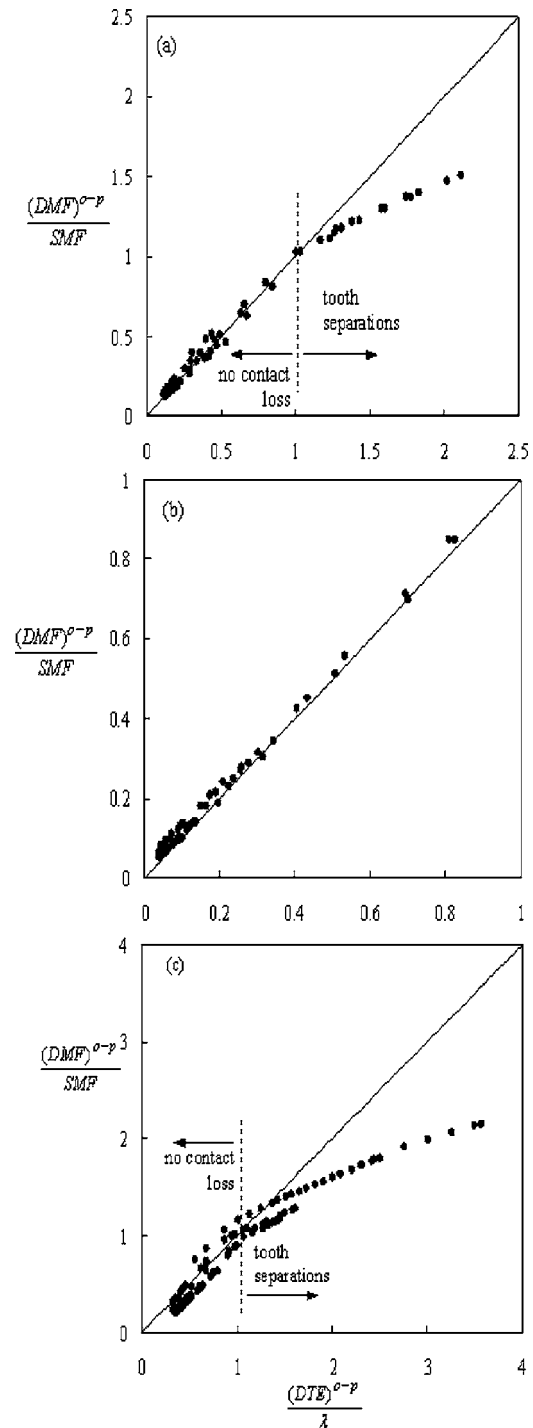 (a)
2.5
2
1.5
(DMF)^{o-p}
SMF
1
0.5
0
tooth
separations
no contact
loss
0 0.5 1 1.5 2 2.5
(b)
1
0.8
0.6
(DMF)^{o-p}
SMF
0.4
0.2
0
0 0.2 0.4 0.6 0.8 1
(c)
4
(DMF)^{o-p}
SMF
3
2
1
0
no contact
loss
tooth
separations
0 1 2 3 4
(DTE)^{o-p}
λ